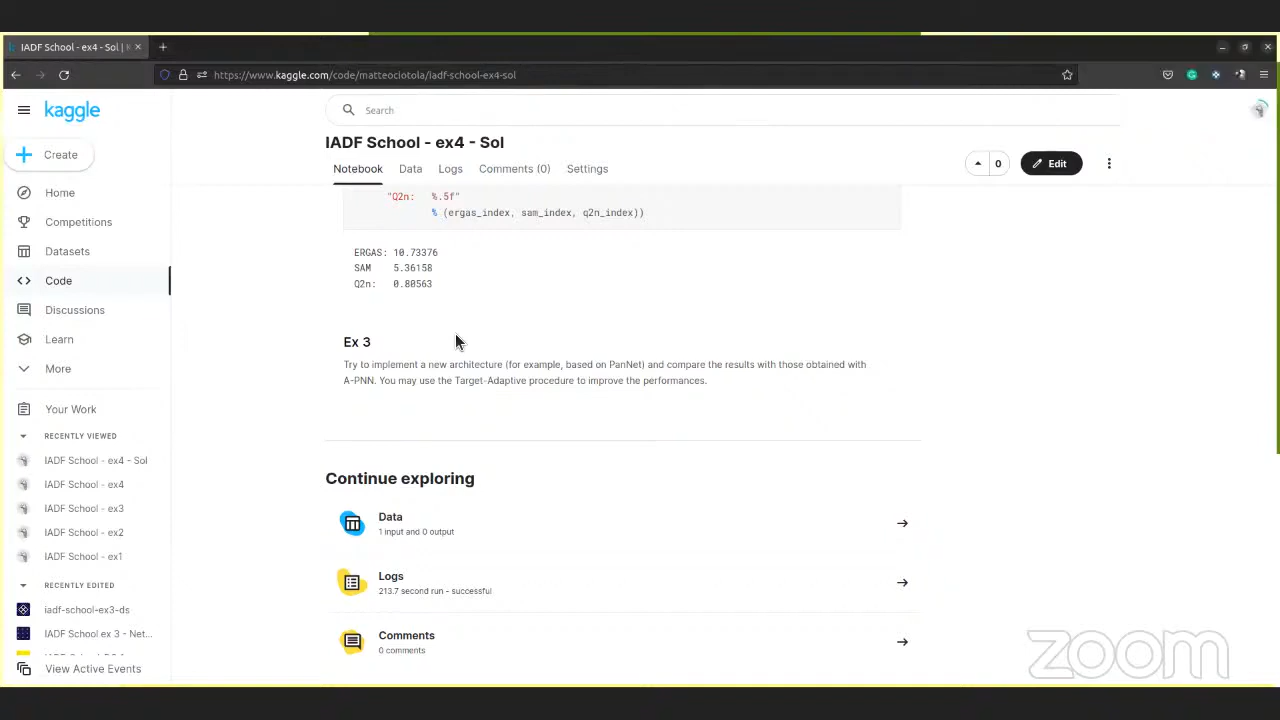 IADF School - ex4 - Sol |
https://www.kaggle.com/code/matteociotola/iadf-school-ex4-sol
kaggle
Search
IADF School - ex4 - Sol
Create
Notebook
Data
Logs
Comments (0)
Settings
0
Edit
Home
Competitions
Datasets
Code
Discussions
Learn
More
Your Work
RECENTLY VIEWED
IADF School - ex4 - Sol
IADF School - ex4
IADF School - ex3
IADF School - ex2
IADF School - ex1
RECENTLY EDITED
iadf-school-ex3-ds
IADF School ex 3 - Net...
View Active Events
"Q2n: %.5f"
% (ergas_index, sam_index, q2n_index))
ERGAS: 10.73376
SAM 5.36158
Q2n: 0.80563
Ex 3
Try to implement a new architecture (for example, based on PanNet) and compare the results with those obtained with
A-PNN. You may use the Target-Adaptive procedure to improve the performances.
Continue exploring
Data
1 input and 0 output
Logs
213.7 second run - successful
Comments
0 comments
zoom